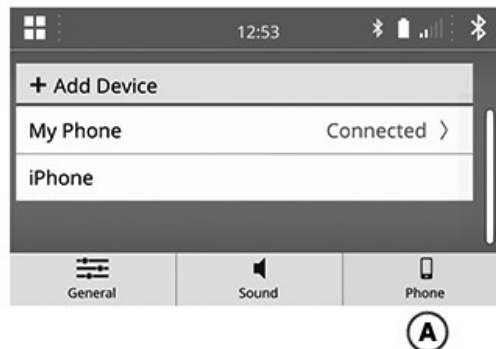 12:53
+ Add Device
My Phone Connected
iPhone
General Sound Phone
A